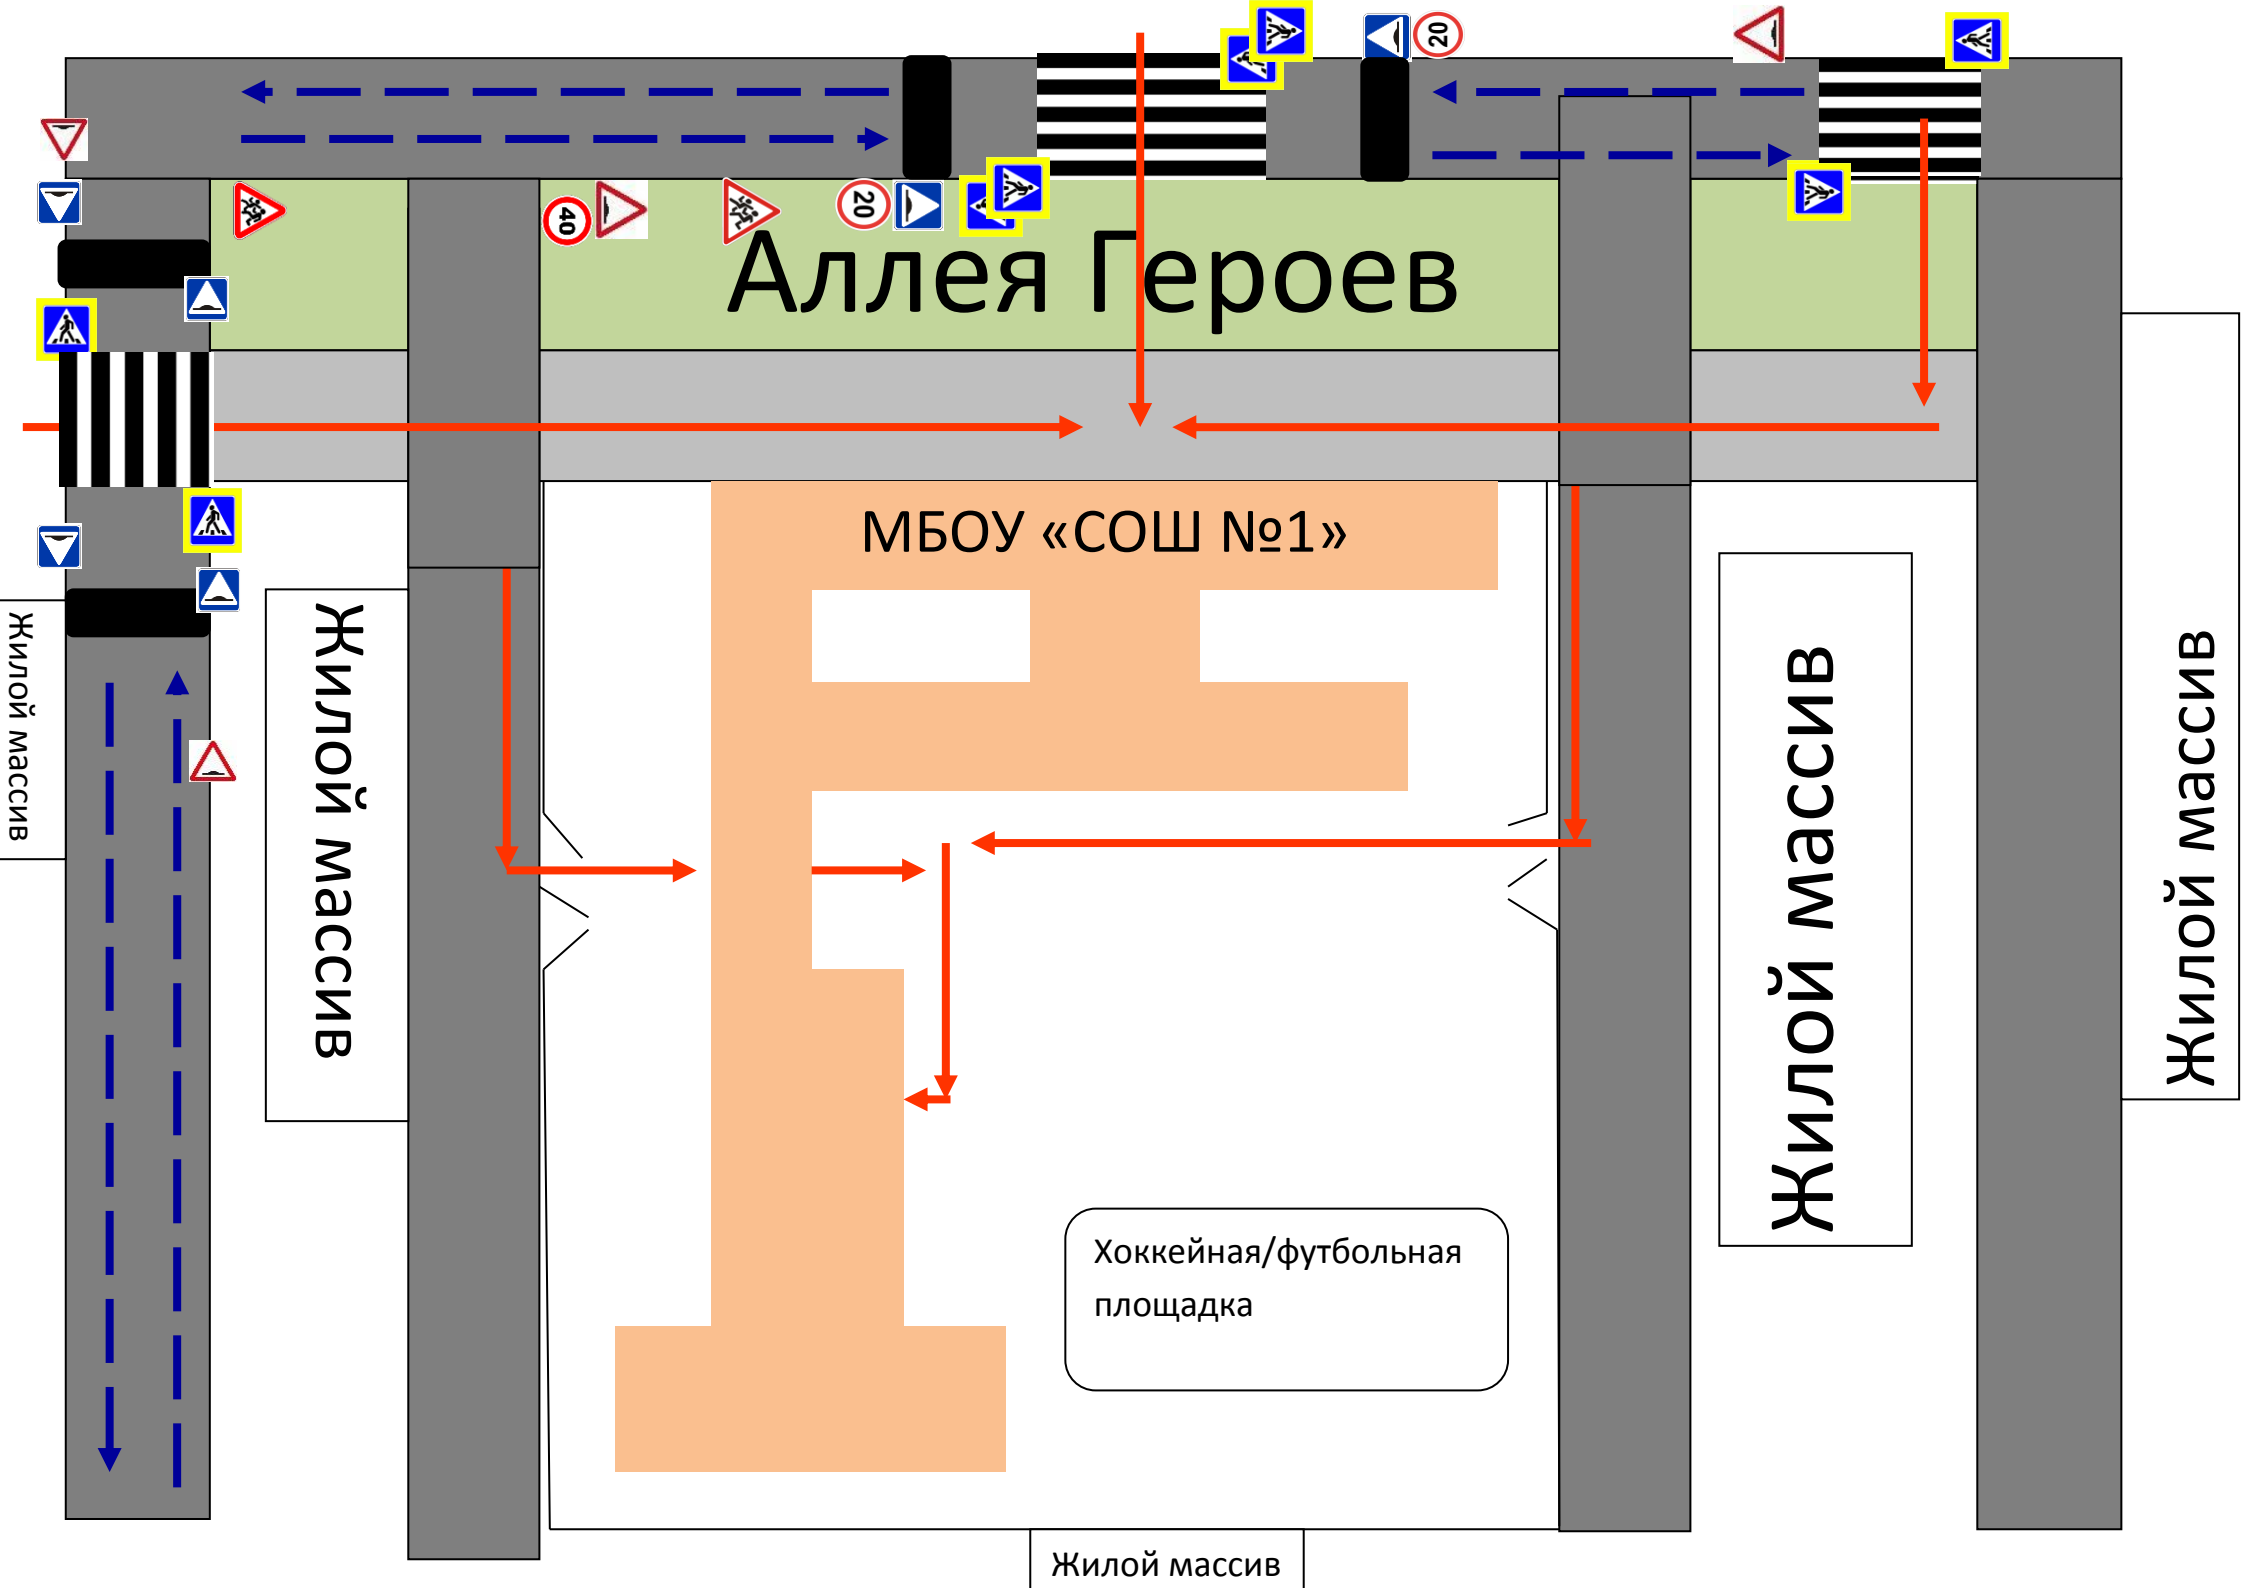 20
40
20
Аллея Героев
МБОУ «СОШ №1»
Жилой массив
Жилой массив
Жилой массив
Жилой массив
Хоккейная/футбольная
площадка
Жилой массив